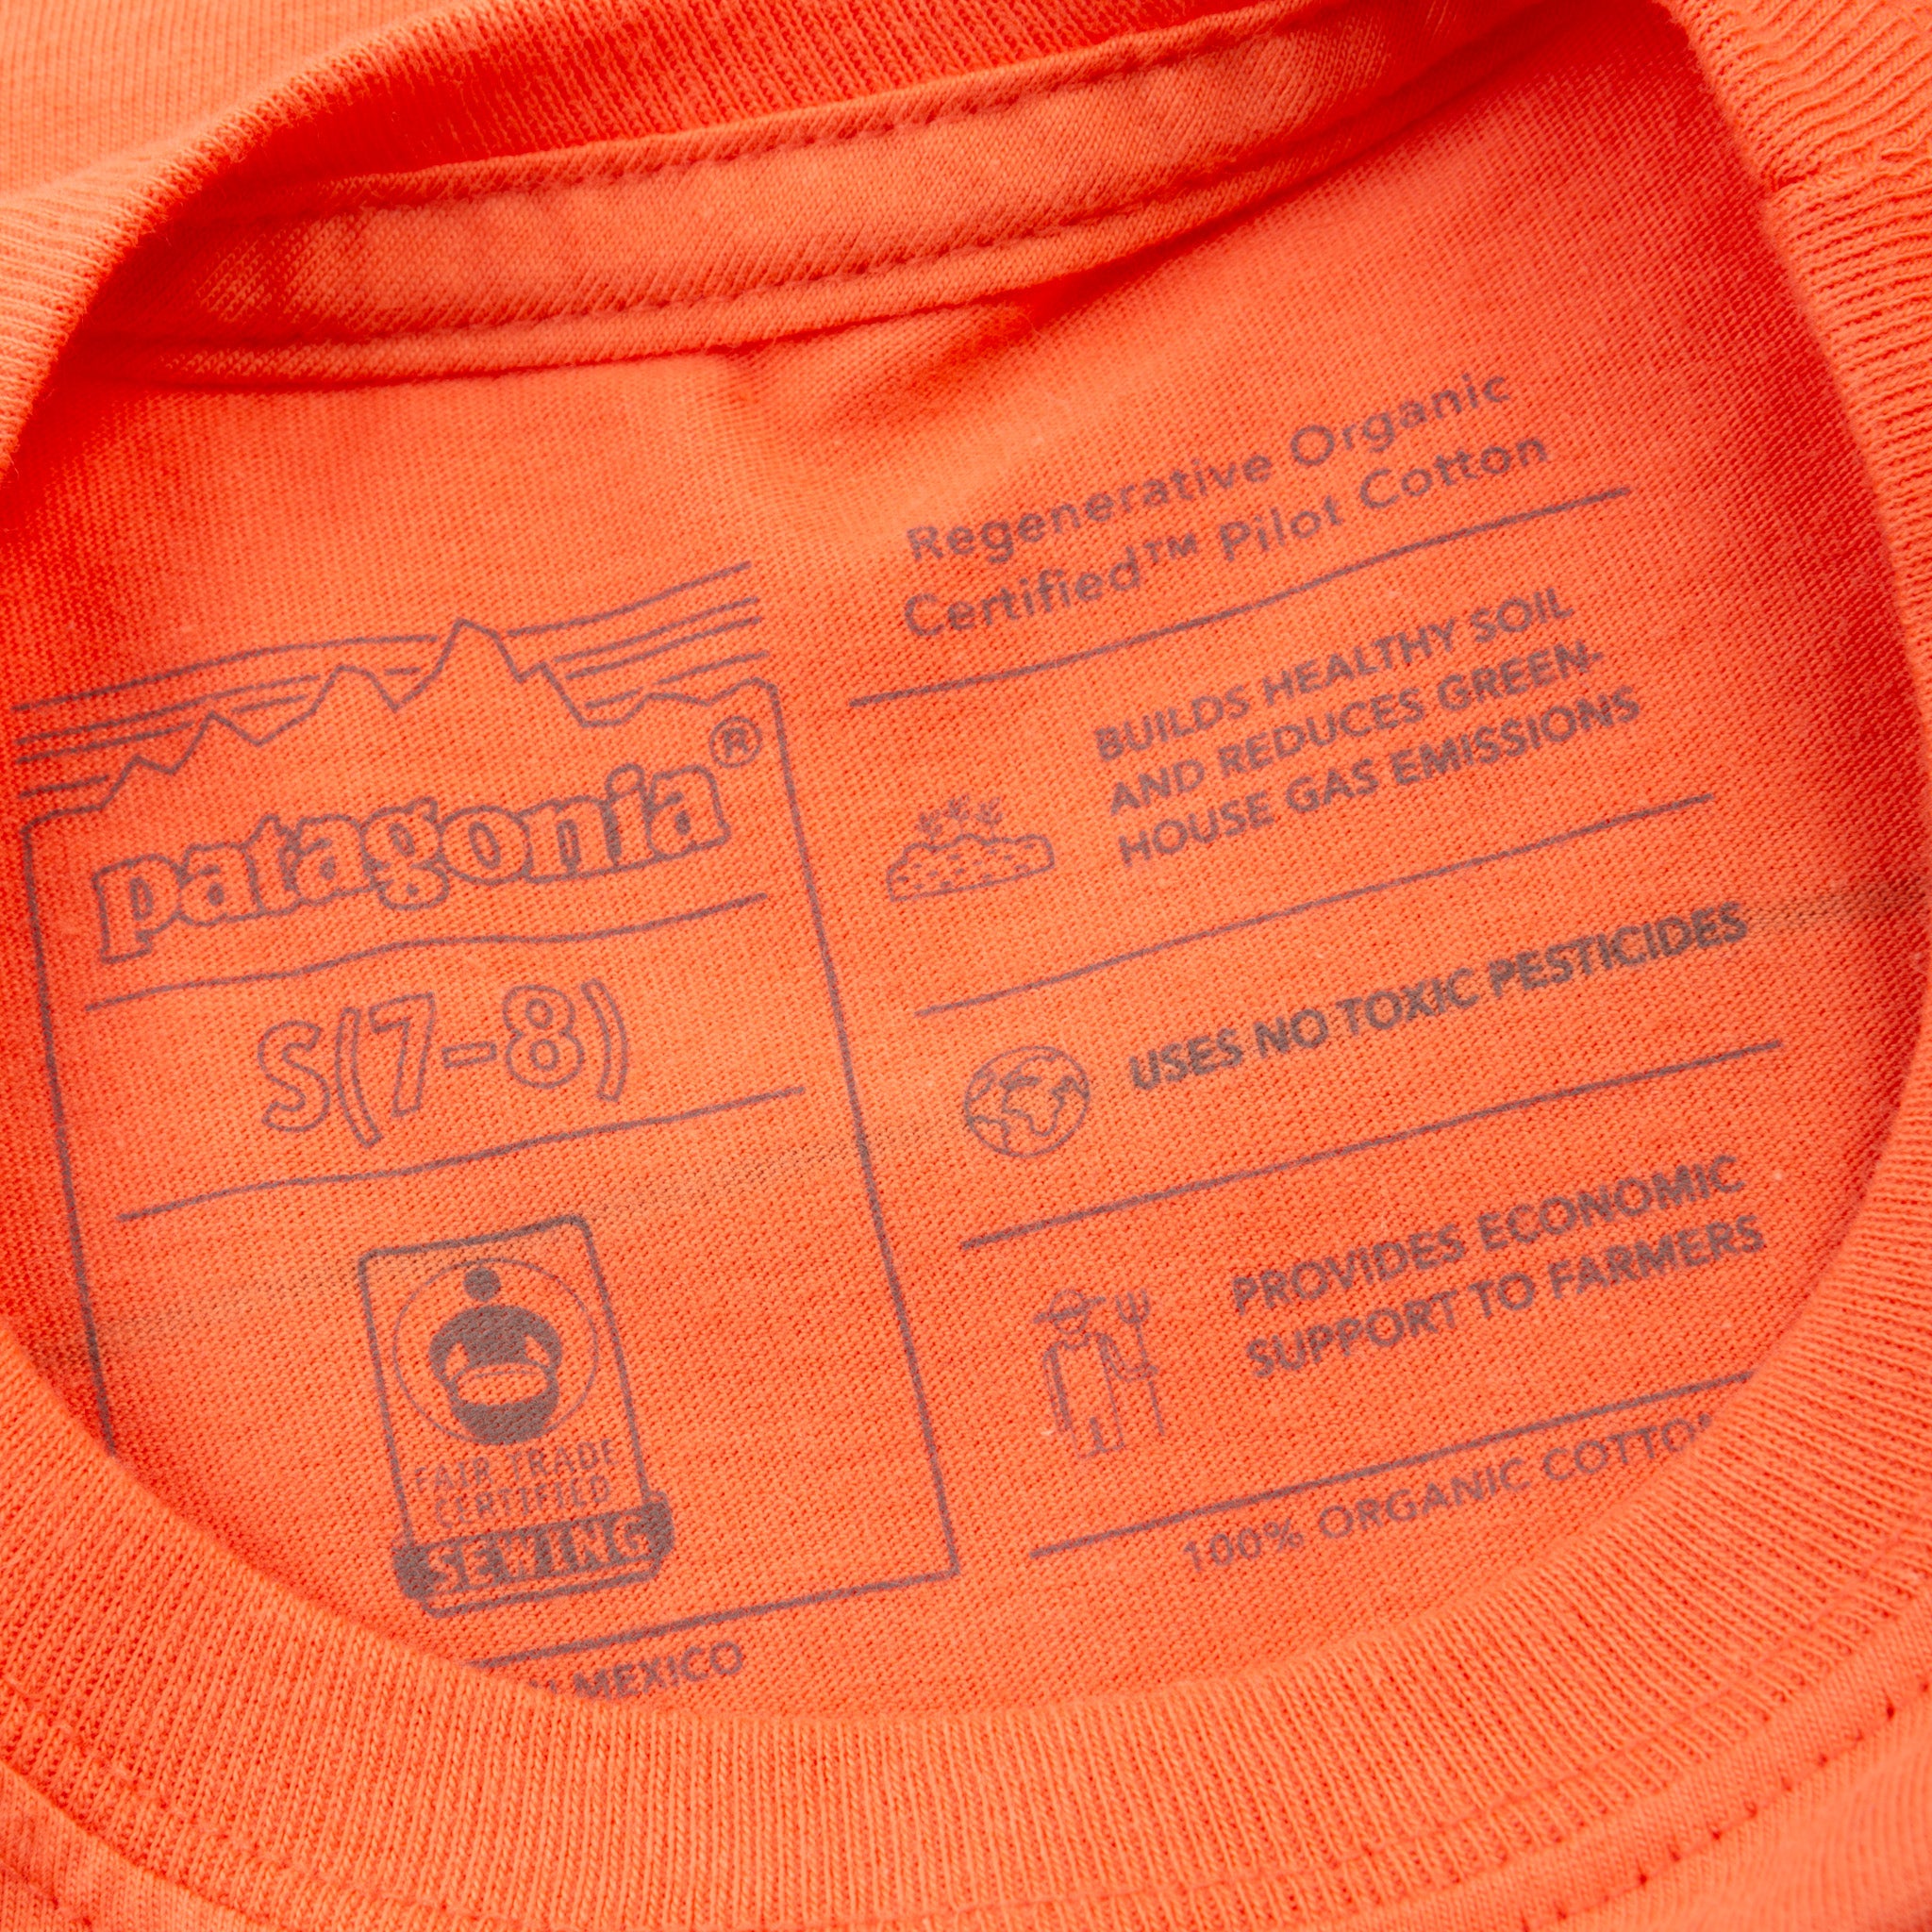 patagonia®
S(7-8)
FAIR TRADE
CERTIFIED
SEWING
MEXICO
Regenerative Organic
Certified™ Pilot Cotton
BUILDS HEALTHY SOIL
AND REDUCES GREEN-
HOUSE GAS EMISSIONS
USES NO TOXIC PESTICIDES
PROVIDES ECONOMIC
SUPPORT TO FARMERS
100% ORGANIC COTTON